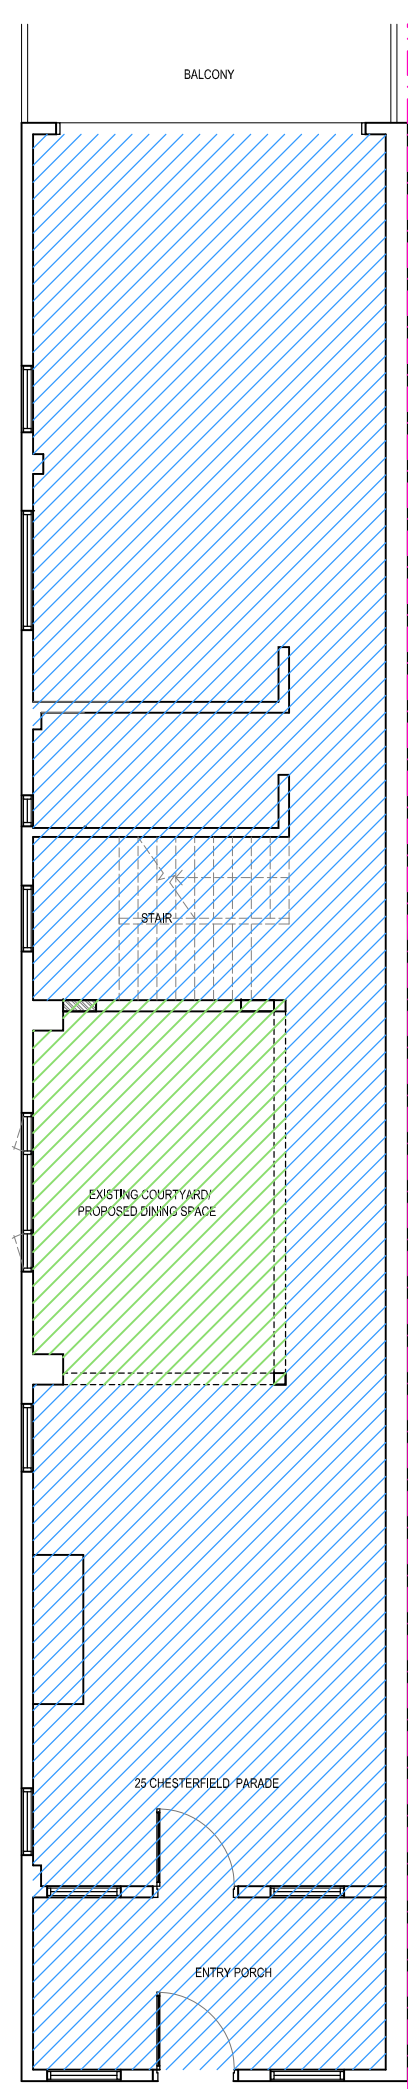 BALCONY
STAIR
EXISTING COURTYARD/
PROPOSED DINING SPACE
25 CHESTERFIELD PARADE
ENTRY PORCH